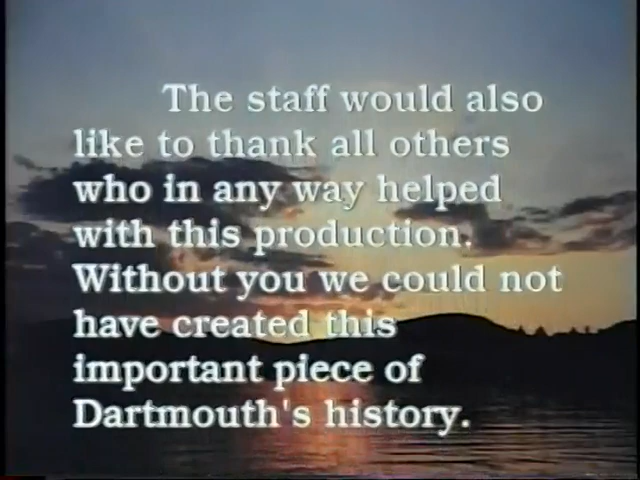 The staff would also
like to thank all others
who in any way helped
with this production.
Without you we could not
have created this
important piece of
Dartmouth's history.